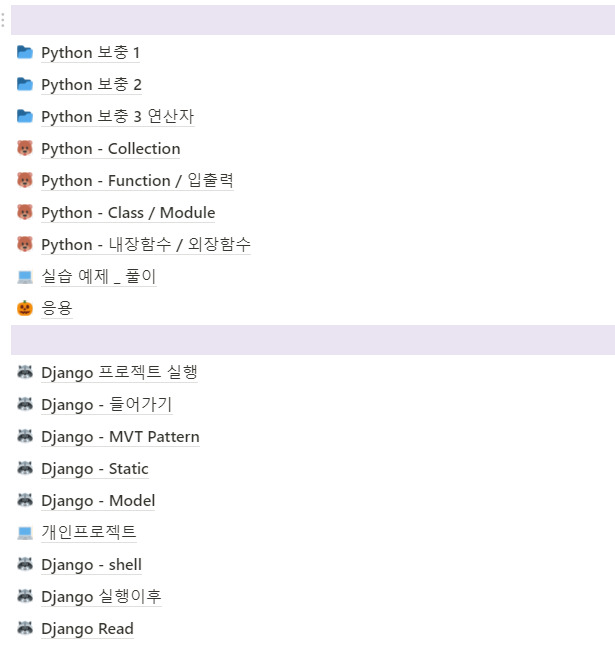 Python 보충 1
Python 보충 2
Python 보충 3 연산자
Python - Collection
Python - Function / 입출력
Python - Class / Module
Python - 내장함수 / 외장함수
실습 예제 _ 풀이
응용
Django 프로젝트 실행
Django - 들어가기
Django - MVT Pattern
Django - Static
Django - Model
개인프로젝트
Django - shell
Django 실행이후
Django Read